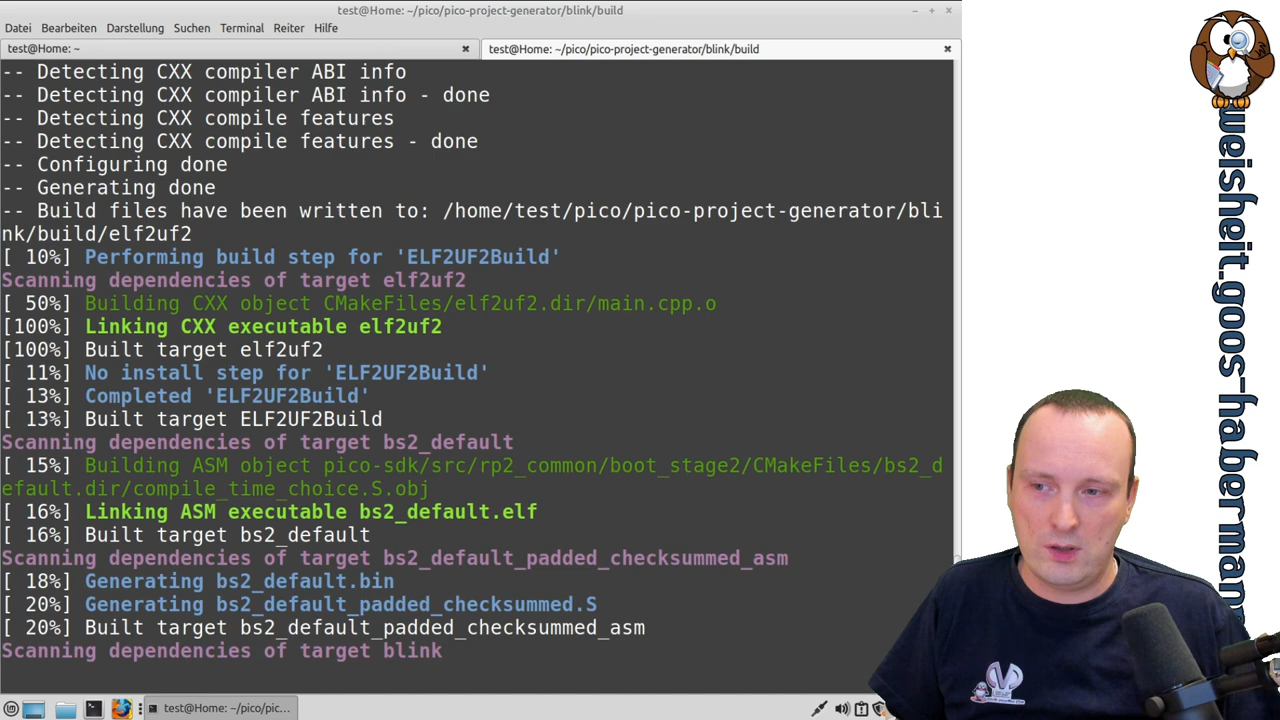 test@Home: ~/pico/pico-project-generator/blink/build
Datei Bearbeiten Darstellung Suchen Terminal Reiter Hilfe
test@Home: ~
test@Home: ~/pico/pico-project-generator/blink/build
-- Detecting CXX compiler ABI info
-- Detecting CXX compiler ABI info - done
-- Detecting CXX compile features
-- Detecting CXX compile features - done
-- Configuring done
-- Generating done
-- Build files have been written to: /home/test/pico/pico-project-generator/bli
nk/build/elf2uf2
[ 10%] Performing build step for 'ELF2UF2Build'
Scanning dependencies of target elf2uf2
[ 50%] Building CXX object CMakeFiles/elf2uf2.dir/main.cpp.o
[100%] Linking CXX executable elf2uf2
[100%] Built target elf2uf2
[ 11%] No install step for 'ELF2UF2Build'
[ 13%] Completed 'ELF2UF2Build'
[ 13%] Built target ELF2UF2Build
Scanning dependencies of target bs2_default
[ 15%] Building ASM object pico-sdk/src/rp2_common/boot_stage2/CMakeFiles/bs2_d
efault.dir/compile_time_choice.S.obj
[ 16%] Linking ASM executable bs2_default.elf
[ 16%] Built target bs2_default
Scanning dependencies of target bs2_default_padded_checksummed_asm
[ 18%] Generating bs2_default.bin
[ 20%] Generating bs2_default_padded_checksummed.S
[ 20%] Built target bs2_default_padded_checksummed_asm
Scanning dependencies of target blink
test@Home: ~/pico/pic...
weisheit.goos-haberman